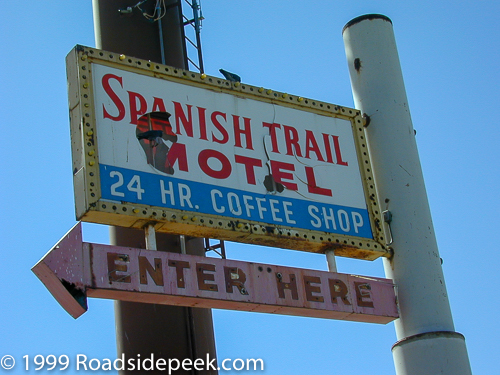 SPANISH TRAIL
MOTEL
24 HR. COFFEE SHOP
ENTER HERE
© 1999 Roadsidepeek.com